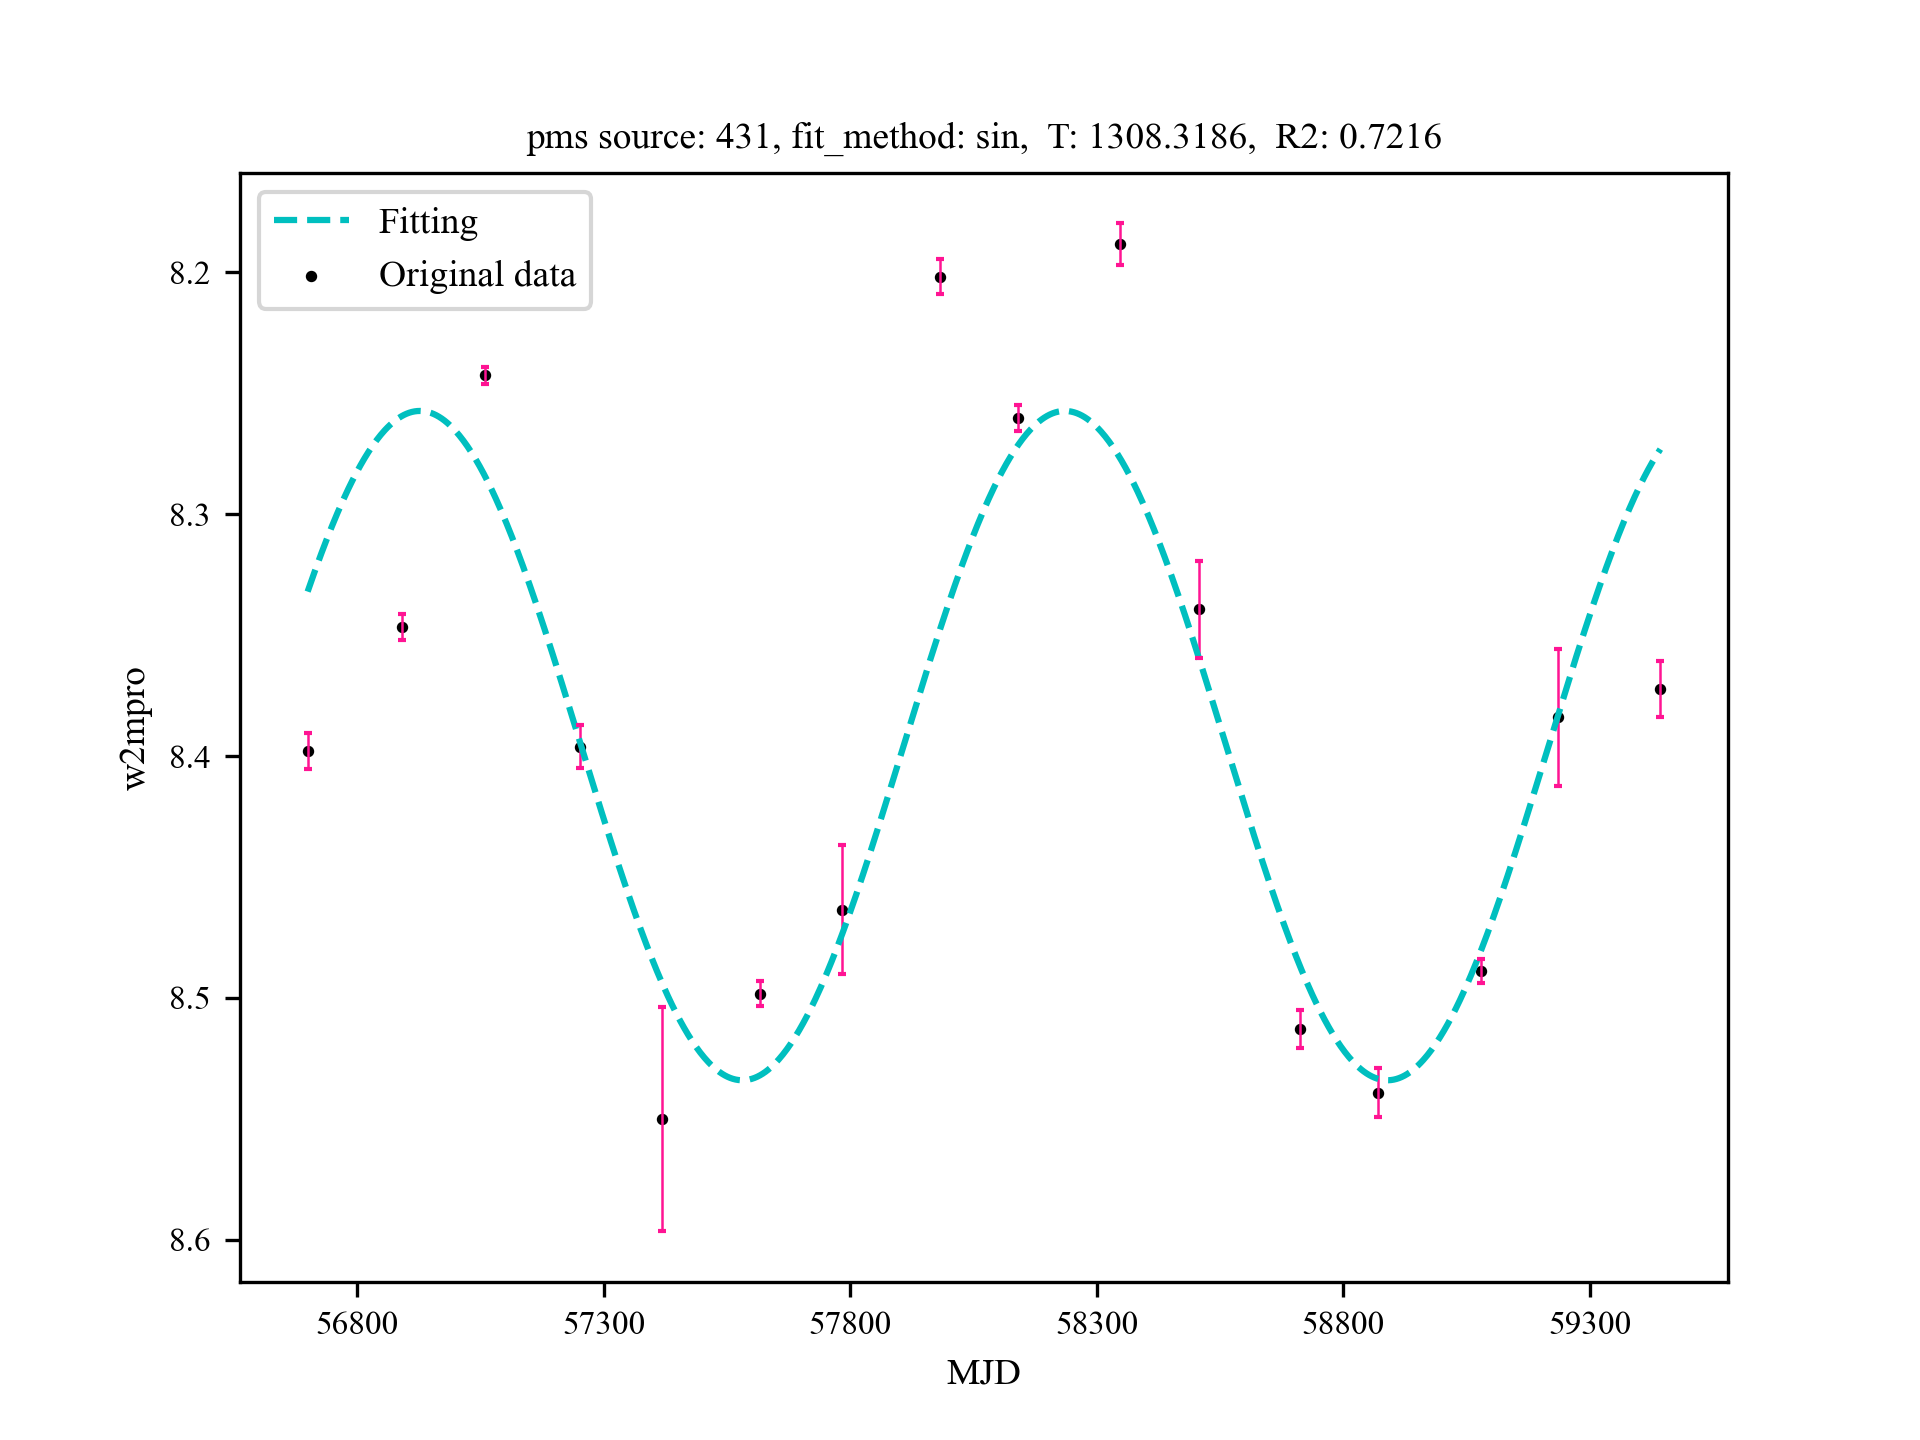 pms source: 431, fit_method: sin,  T: 1308.3186,  R2: 0.7216
Fitting
Original data
8.2
8.3
8.4
8.5
8.6
w2mpro
56800 57300 57800 58300 58800 59300
MJD